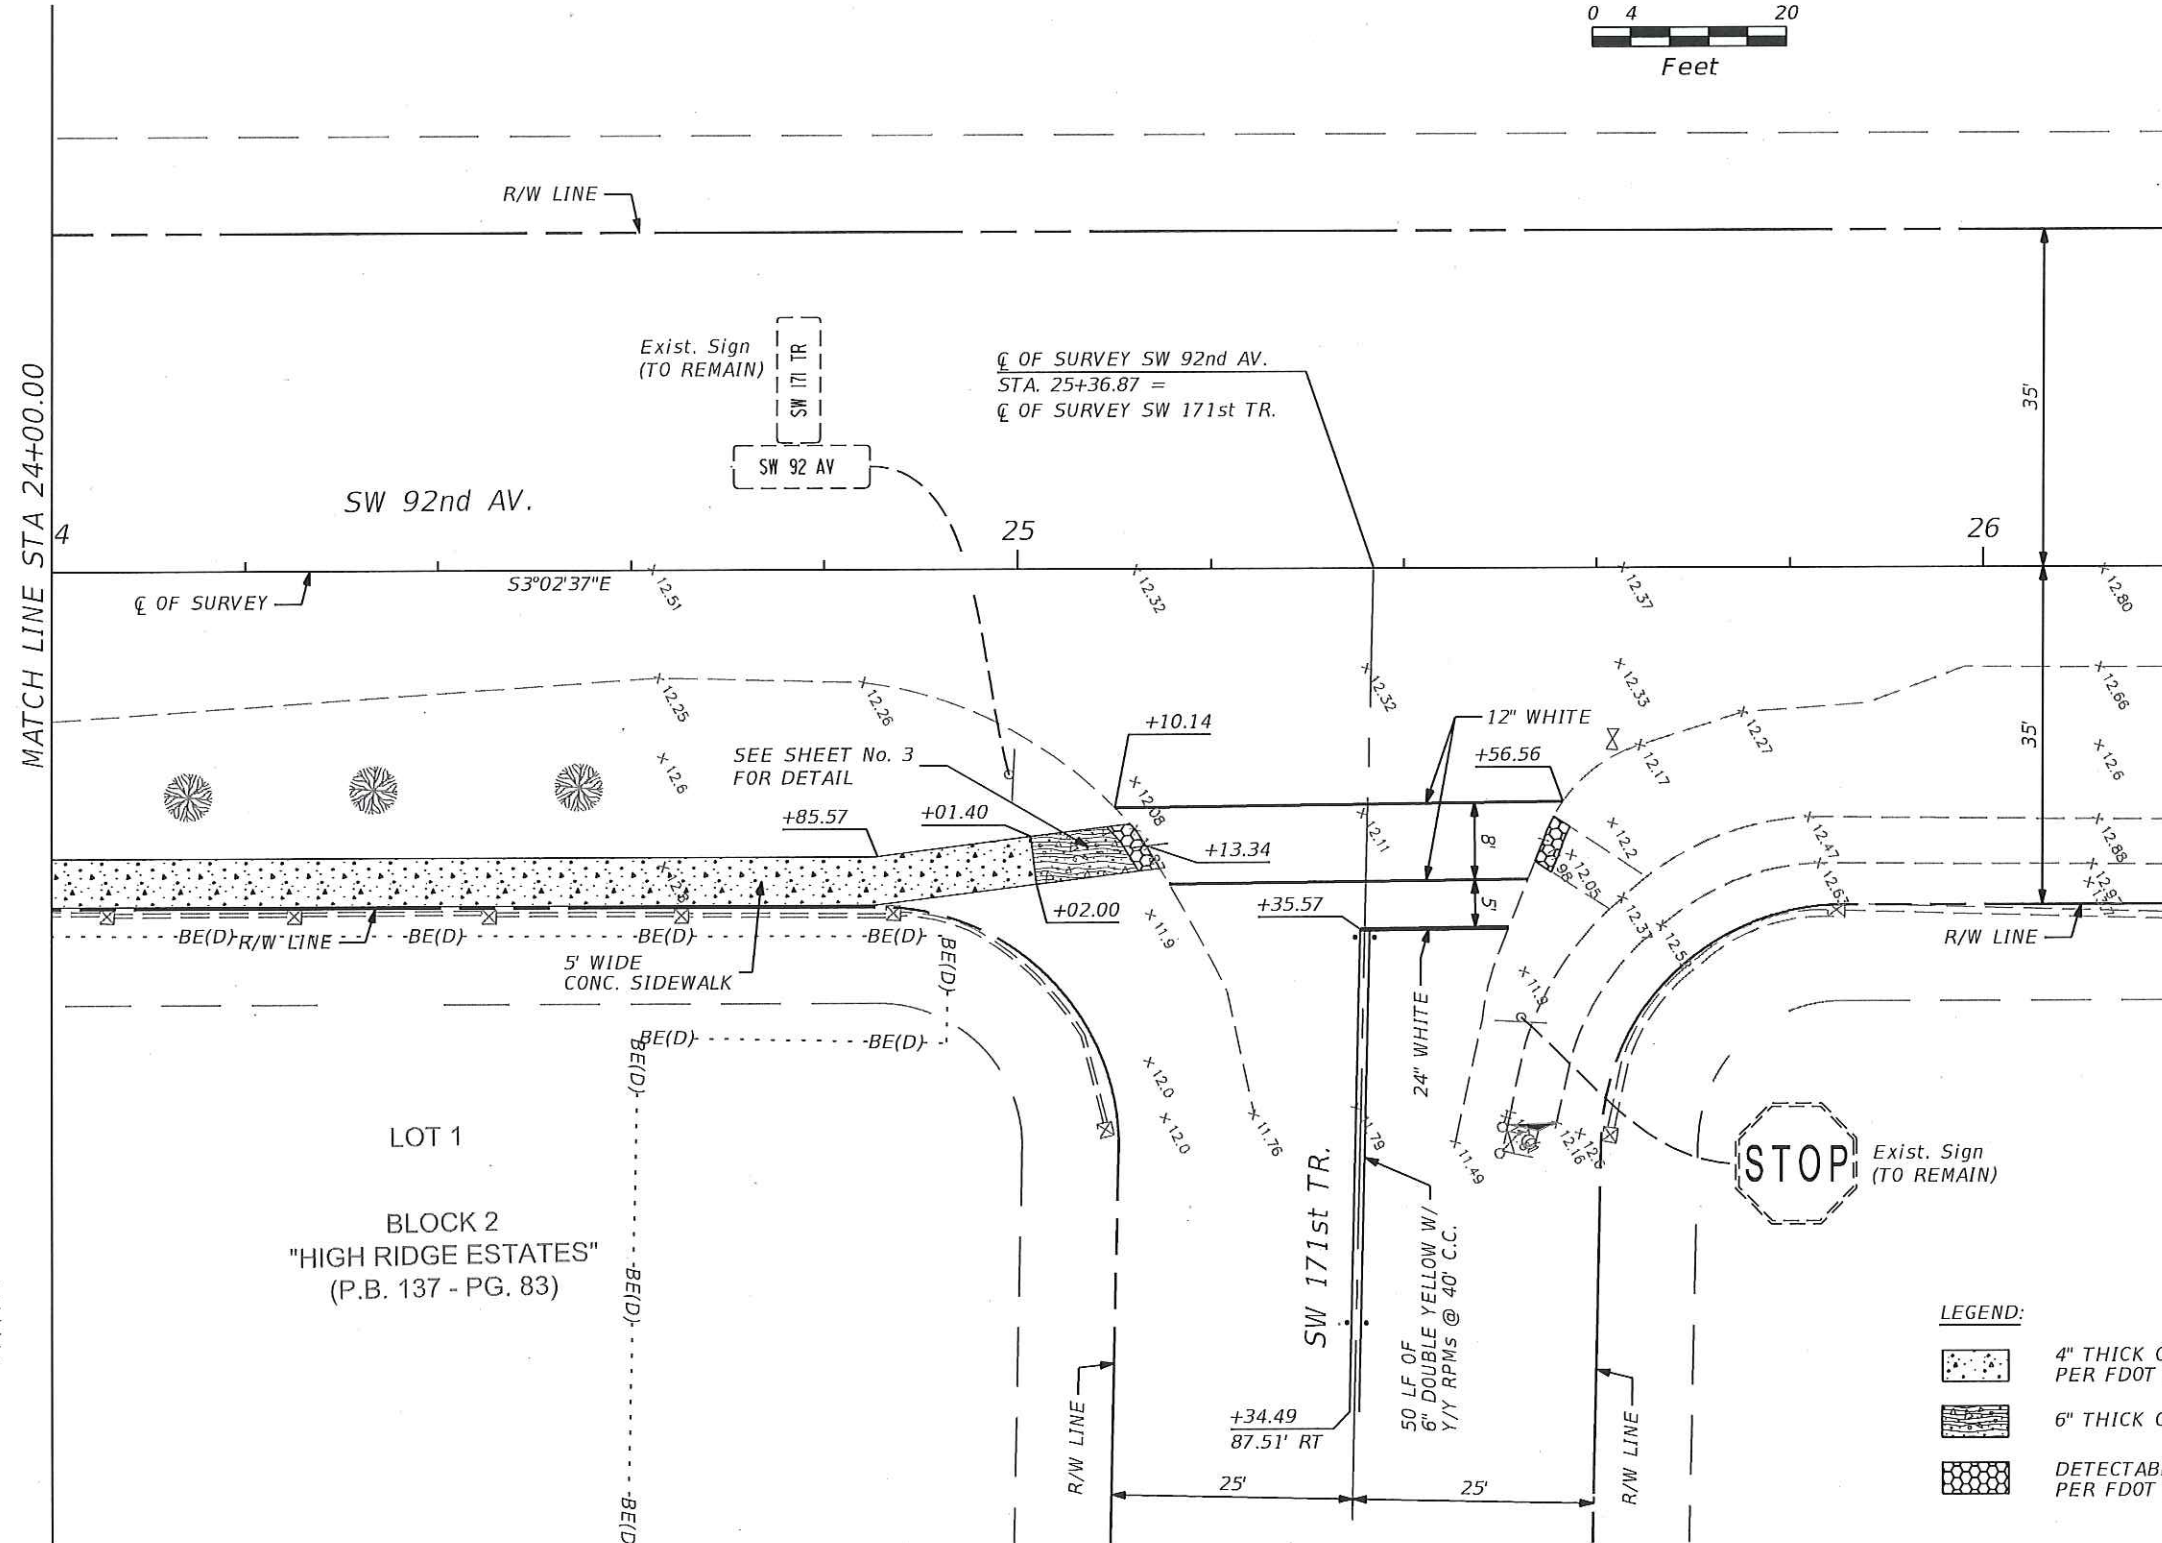 0 4 20
Feet
R/W LINE
Exist. Sign
(TO REMAIN)
SW 171 TR
SW 92 AV
℄ OF SURVEY SW 92nd AV.
STA. 25+36.87 =
℄ OF SURVEY SW 171st TR.
35'
MATCH LINE STA 24+00.00
SW 92nd AV.
4
25
26
℄ OF SURVEY
S3°02'37"E
12.51
12.32
12.37
12.80
12.25
12.26
12.32
12.33
12.66
35'
12.27
12.17
12.6
12.6
+10.14
12" WHITE
+56.56
SEE SHEET No. 3
FOR DETAIL
+85.57
+01.40
12.08
+13.34
12.11
8'
12.2
12.47
12.88
12.05
+02.00
+35.57
5'
12.37
11.9
BE(D)
R/W LINE
BE(D)
BE(D)
BE(D)
BE(D)
5' WIDE
CONC. SIDEWALK
R/W LINE
11.9
24" WHITE
BE(D)
BE(D)
BE(D)
12.0
12.0
11.76
11.49
12.16
LOT 1
BLOCK 2
"HIGH RIDGE ESTATES"
(P.B. 137 - PG. 83)
STOP
Exist. Sign
(TO REMAIN)
SW 171st TR.
50 LF OF
6" DOUBLE YELLOW W/
Y/Y RPMs @ 40' C.C.
BE(D)
BE(D
R/W LINE
+34.49
87.51' RT
R/W LINE
25'
25'
LEGEND:
4" THICK
PER FDOT
6" THICK
PER FDOT